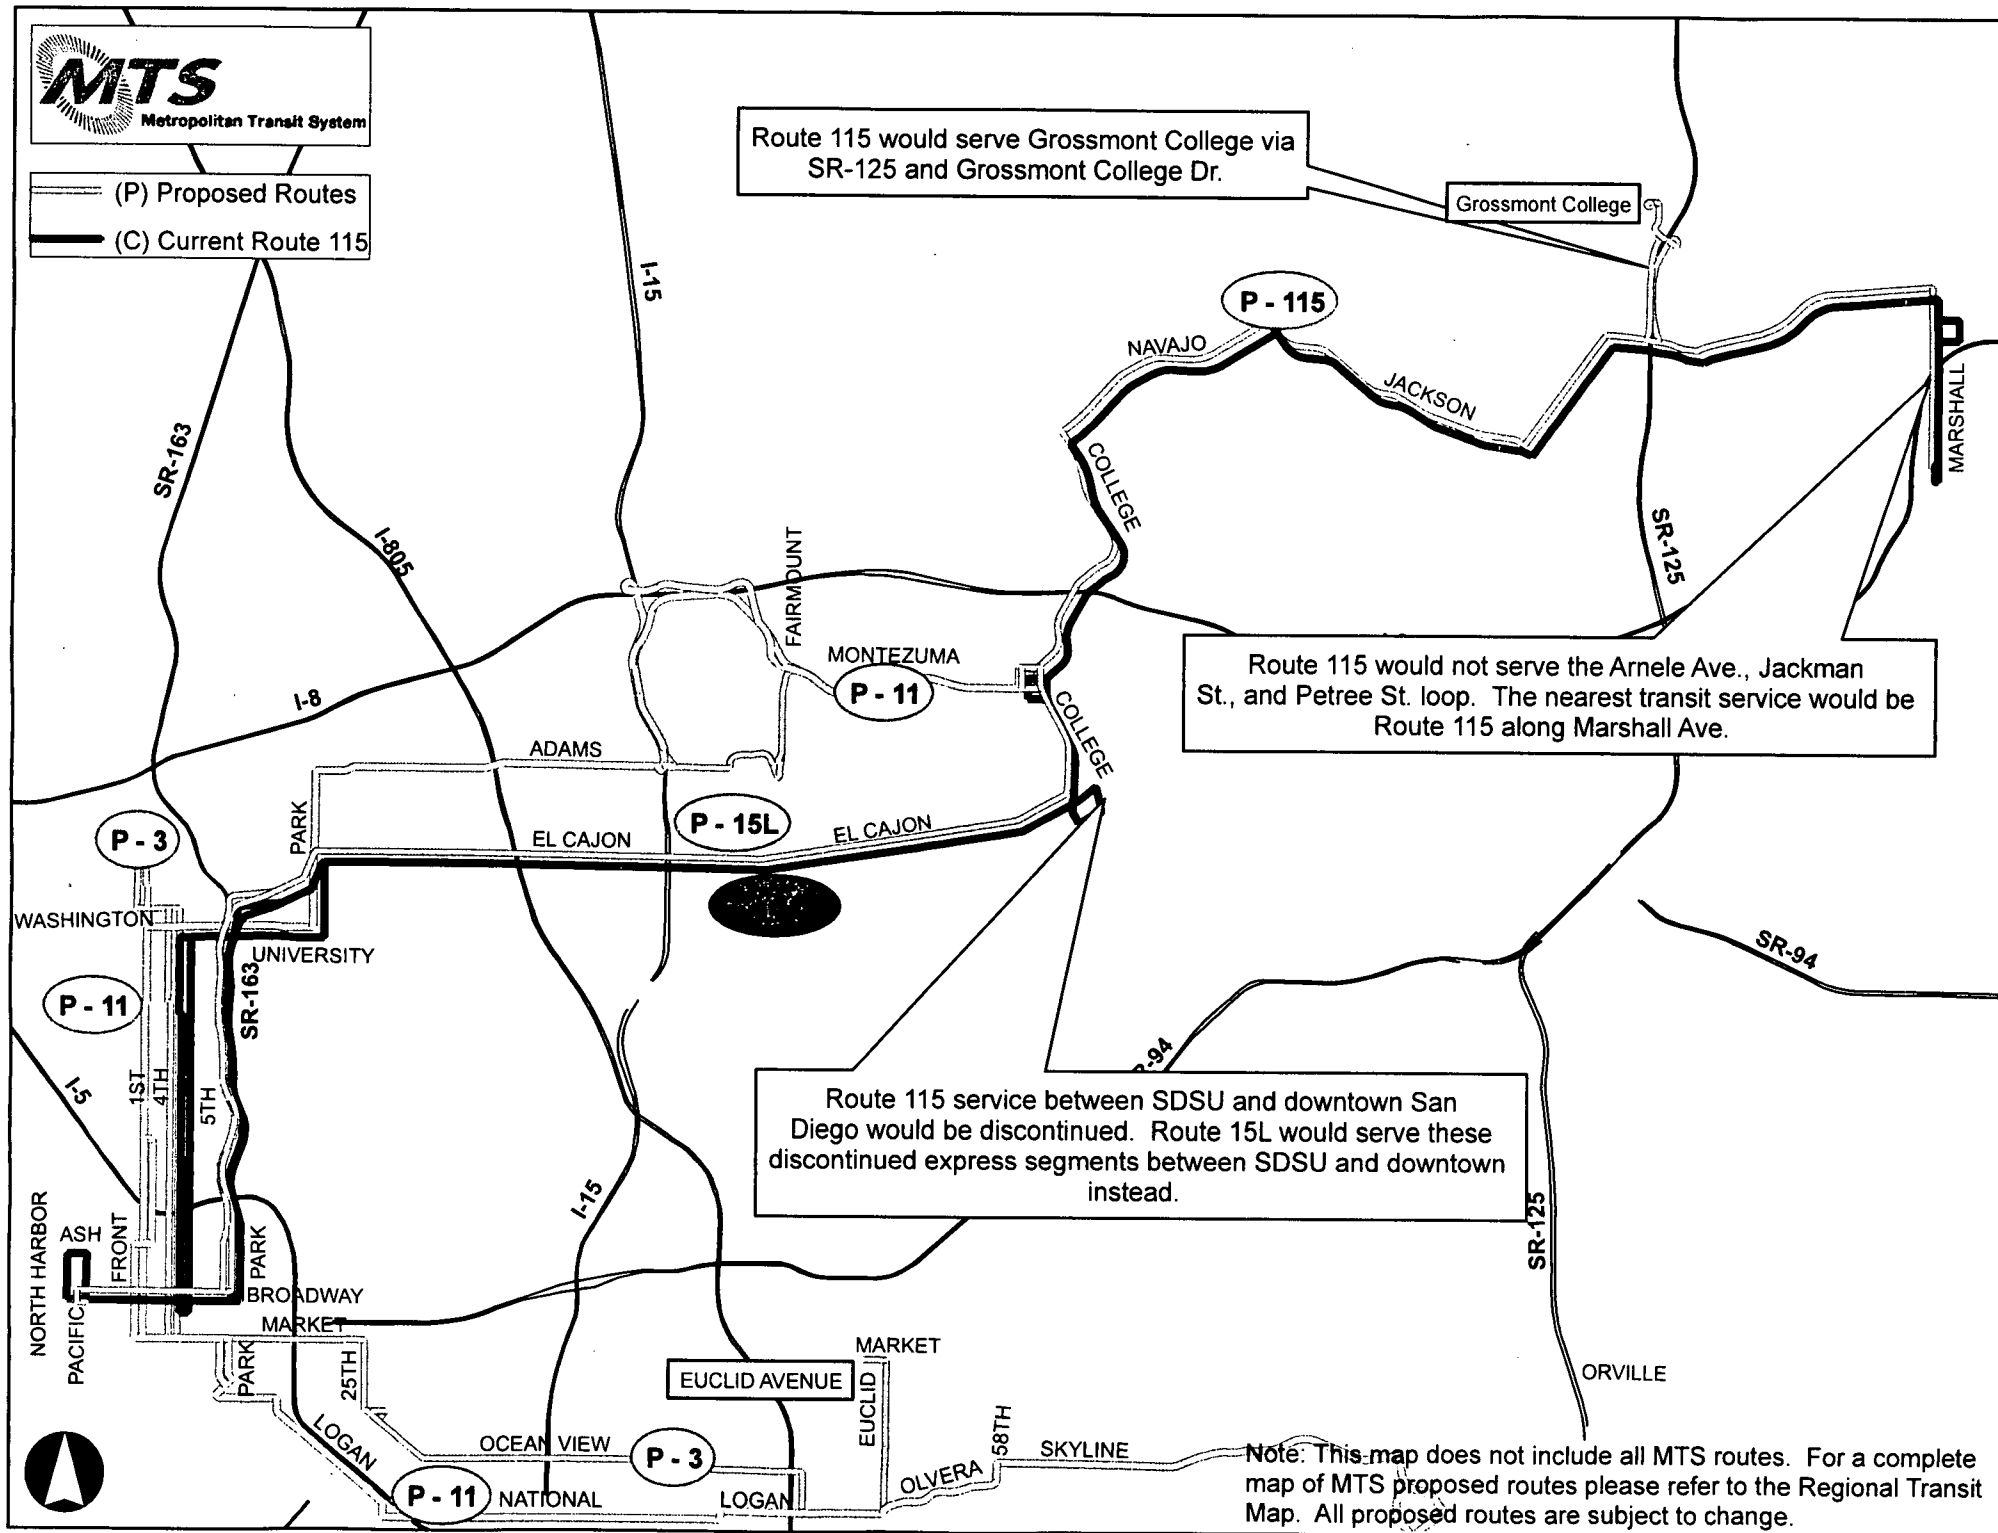 MTS
Metropolitan Transit System
(P) Proposed Routes
(C) Current Route 115
Route 115 would serve Grossmont College via
SR-125 and Grossmont College Dr.
Grossmont College
I-15
P - 115
NAVAJO
JACKSON
MARSHALL
COLLEGE
SR-163
I-805
SR-125
FAIRMOUNT
MONTEZUMA
P - 11
I-8
COLLEGE
Route 115 would not serve the Arnele Ave., Jackman
St., and Petree St. loop. The nearest transit service would be
Route 115 along Marshall Ave.
ADAMS
PARK
P - 3
P - 15L
EL CAJON
EL CAJON
WASHINGTON
UNIVERSITY
SR-163
SR-94
P - 11
I-5
1ST
4TH
5TH
-94
Route 115 service between SDSU and downtown San
Diego would be discontinued. Route 15L would serve these
discontinued express segments between SDSU and downtown
instead.
I-15
SR-125
NORTH HARBOR
ASH
FRONT
PARK
BROADWAY
PACIFIC
MARKET
PARK
25TH
MARKET
EUCLID AVENUE
EUCLID
ORVILLE
LOGAN
OCEAN VIEW
P - 3
58TH
SKYLINE
OLVERA
P - 11
NATIONAL
LOGAN
Note: This map does not include all MTS routes. For a complete
map of MTS proposed routes please refer to the Regional Transit
Map. All proposed routes are subject to change.